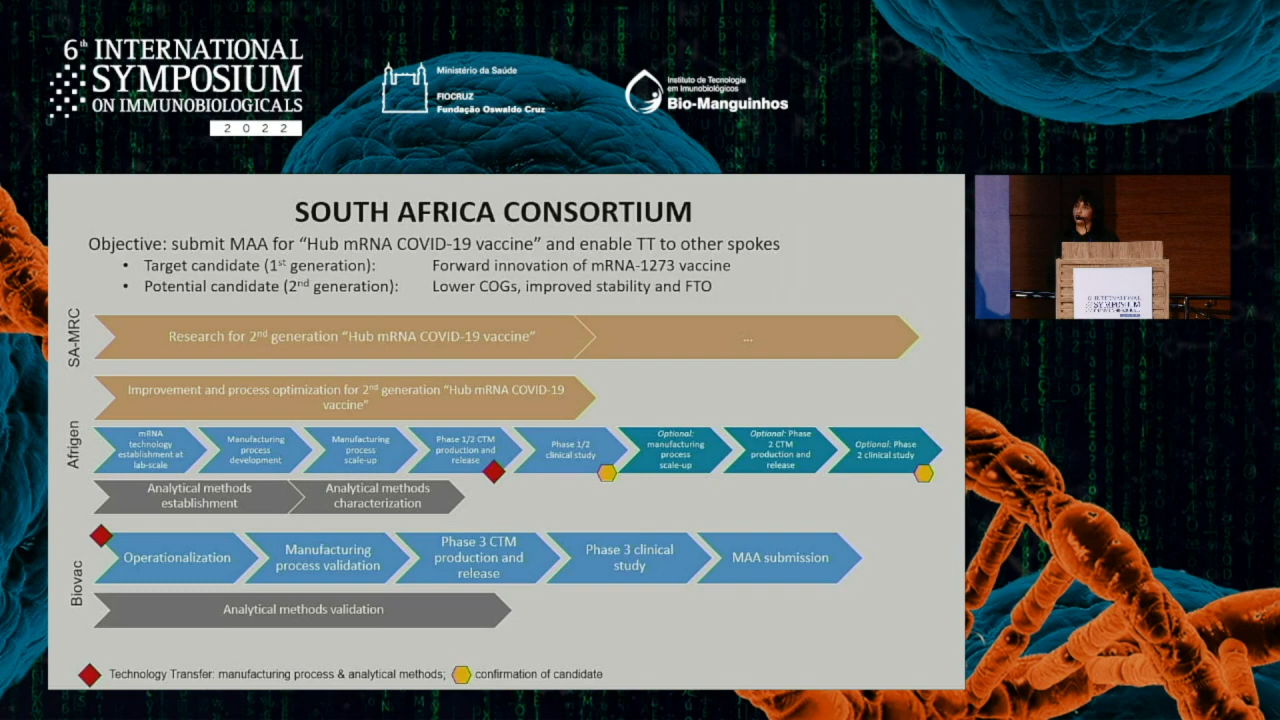 6th INTERNATIONAL
SYMPOSIUM
ON IMMUNOBIOLOGICALS
2022
Ministério da Saúde
FIOCRUZ
Fundação Oswaldo Cruz
Instituto de Tecnologia
em Imunobiológicos
Bio-Manguinhos
SOUTH AFRICA CONSORTIUM
Objective: submit MAA for “Hub mRNA COVID-19 vaccine” and enable TT to other spokes
• Target candidate (1st generation): Forward innovation of mRNA-1273 vaccine
• Potential candidate (2nd generation): Lower COGs, improved stability and FTO
SA-MRC
Research for 2nd generation “Hub mRNA COVID-19 vaccine”
...
Afrigen
Improvement and process optimization for 2nd generation “Hub mRNA COVID-19
vaccine”
mRNA
technology
establishment at
lab-scale
Manufacturing
process
development
Manufacturing
process
scale-up
Phase 1/2 CTM
production and
release
Phase 1/2
clinical study
Optional:
manufacturing
process
scale-up
Optional: Phase
2 CTM
production and
release
Optional: Phase
2 clinical study
Analytical methods
establishment
Analytical methods
characterization
Biovac
Operationalization
Manufacturing
process validation
Phase 3 CTM
production and
release
Phase 3 clinical
study
MAA submission
Analytical methods validation
Technology Transfer: manufacturing process & analytical methods;
confirmation of candidate
INTERNATIONAL
SYMPOSIUM